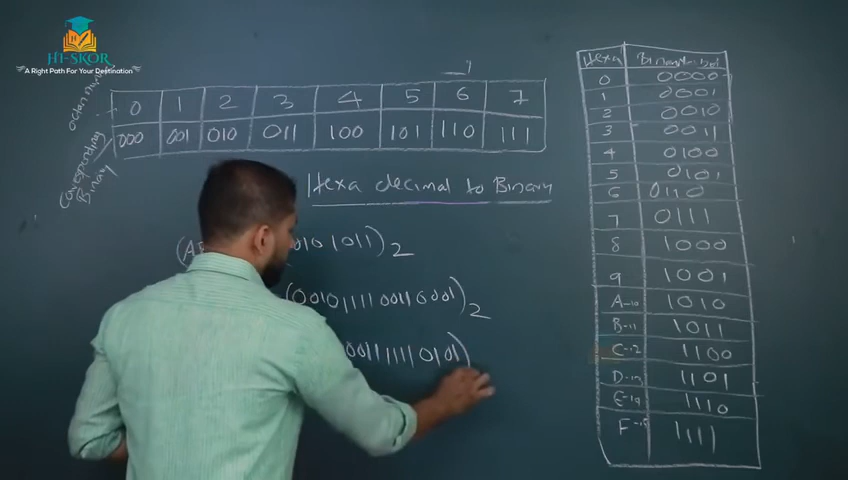 HI-SKOR
A Right Path For Your Destination
0 1 2 3 4 5 6 7
Corresponding Binary
000 001 010 011 100 101 110 111
Hexa decimal to Binary
1010 1011)2
(0010 1111 0011 0001)2
0011 1111 0101)
Hexa
0 0000
1 0001
2 0010
3 0011
4 0100
5 0101
6 0110
7 0111
8 1000
9 1001
A-10 1010
B-11 1011
C-12 1100
D-13 1101
E-14 1110
F-15 1111